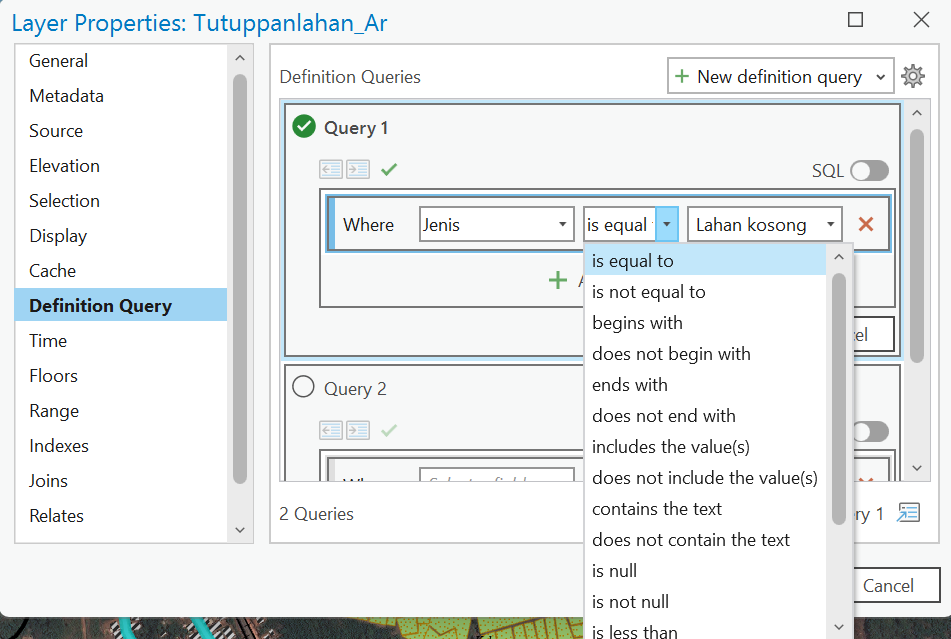 Layer Properties: Tutuppanlahan_Ar
General
Metadata
Source
Elevation
Selection
Display
Cache
Definition Query
Time
Floors
Range
Indexes
Joins
Relates
Definition Queries
New definition query
Query 1
SQL
Where Jenis is equal Lahan kosong
is equal to
is not equal to
begins with
does not begin with
ends with
does not end with
includes the value(s)
does not include the value(s)
contains the text
does not contain the text
is null
is not null
is less than
Query 2
2 Queries
1
Cancel